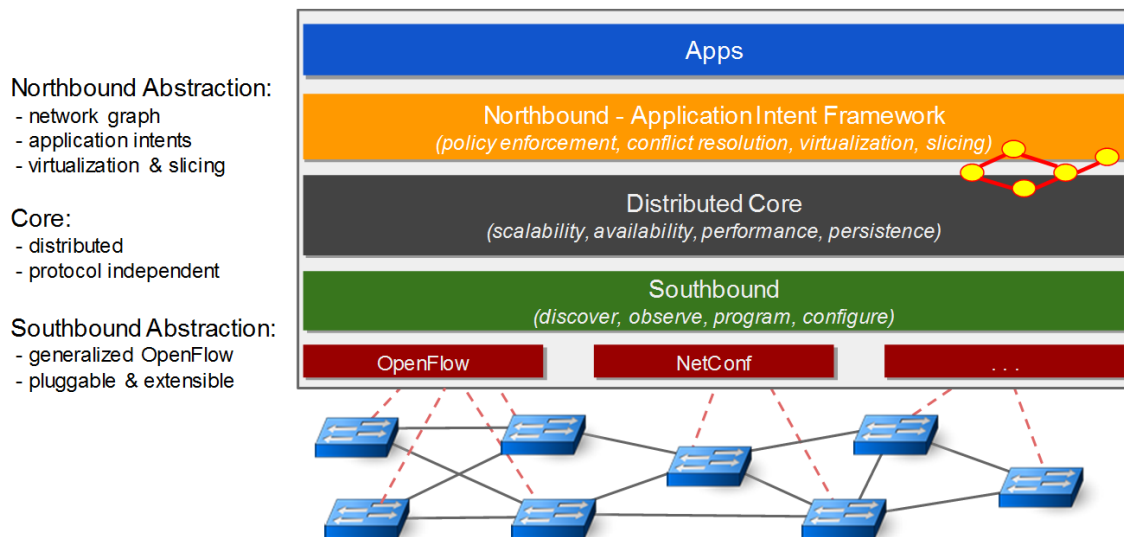 Apps
Northbound Abstraction:
- network graph
- application intents
- virtualization & slicing
Northbound - Application Intent Framework
(policy enforcement, conflict resolution, virtualization, slicing)
Core:
- distributed
- protocol independent
Distributed Core
(scalability, availability, performance, persistence)
Southbound Abstraction:
- generalized OpenFlow
- pluggable & extensible
Southbound
(discover, observe, program, configure)
OpenFlow
NetConf
. . .